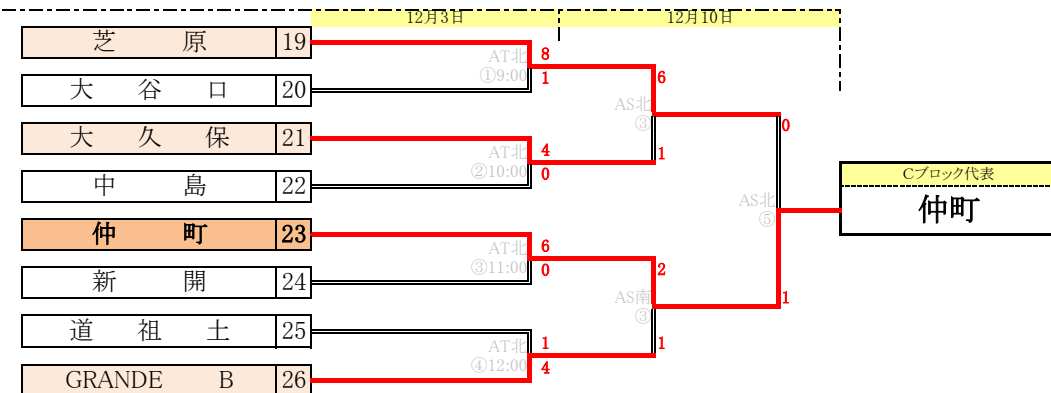 12月3日 12月10日
芝原 19
AT北 8
①9:00 1
大谷口 20
6
AS北
③
大久保 21
0
AT北 4
1
②10:00 0
中島 22
Cブロック代表
仲町
AS北
⑤
仲町 23
AT北 6
③11:00 0
新開 24
2
AS南
③
1
道祖土 25
AT北 1
1
④12:00 4
GRANDE B 26